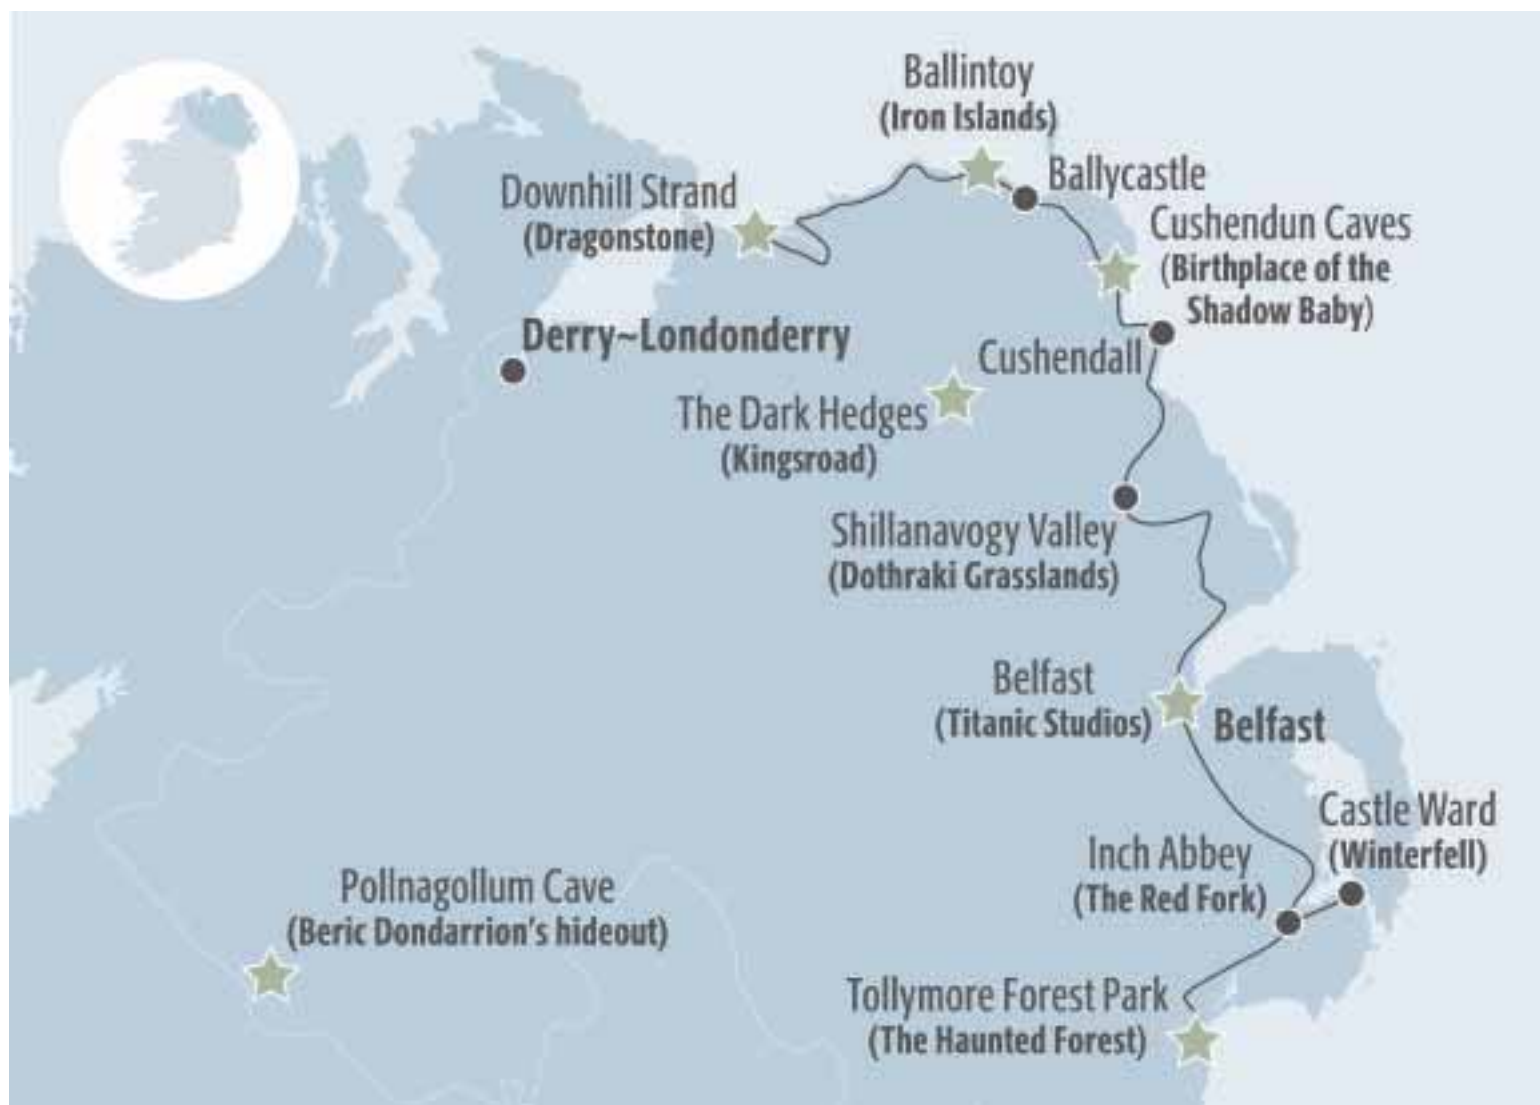 Ballintoy
(Iron Islands)
Ballycastle
Downhill Strand
(Dragonstone)
Cushendun Caves
(Birthplace of the
Shadow Baby)
Derry~Londonderry
Cushendall
The Dark Hedges
(Kingsroad)
Shillanavogy Valley
(Dothraki Grasslands)
Belfast
(Titanic Studios)
Belfast
Castle Ward
(Winterfell)
Inch Abbey
(The Red Fork)
Pollnagollum Cave
(Beric Dondarrion's hideout)
Tollymore Forest Park
(The Haunted Forest)